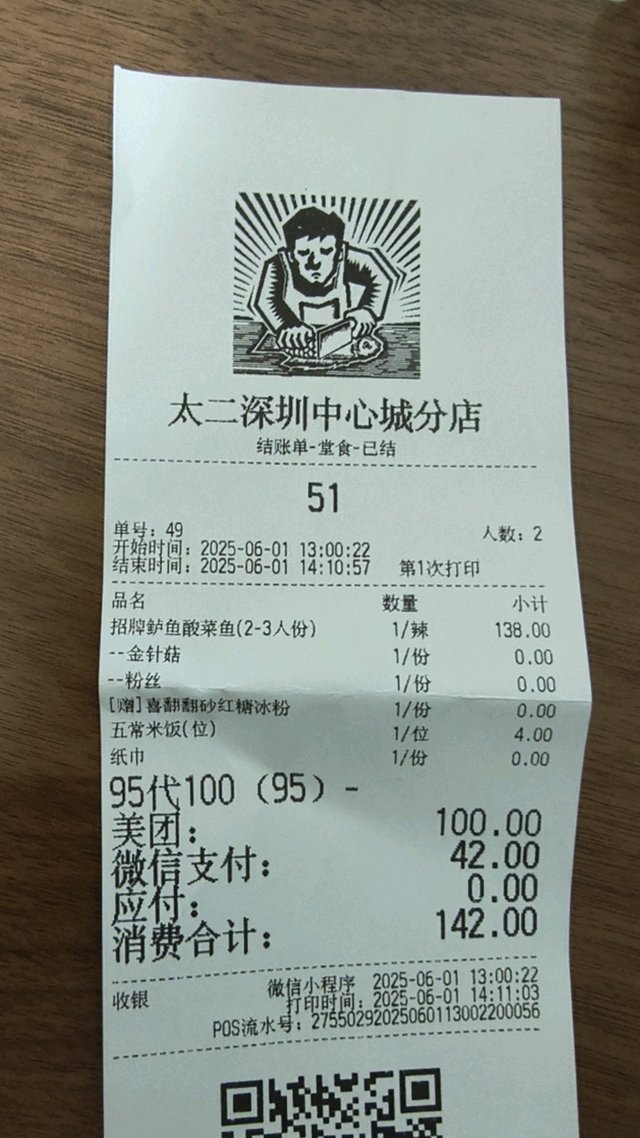 太二深圳中心城分店
结账单-堂食-已结
51
单号: 49 人数: 2
开始时间: 2025-06-01 13:00:22
结束时间: 2025-06-01 14:10:57 第1次打印
品名 数量 小计
招牌鲈鱼酸菜鱼(2-3人份) 1/辣 138.00
--金针菇 1/份 0.00
--粉丝 1/份 0.00
[赠]喜翻翻砂红糖冰粉 1/份 0.00
五常米饭(位) 1/位 4.00
纸巾 1/份 0.00
95代100（95）-
美团: 100.00
微信支付: 42.00
应付: 0.00
消费合计: 142.00
收银 微信小程序 2025-06-01 13:00:22
打印时间: 2025-06-01 14:11:03
POS流水号: 27550292025060113002200056